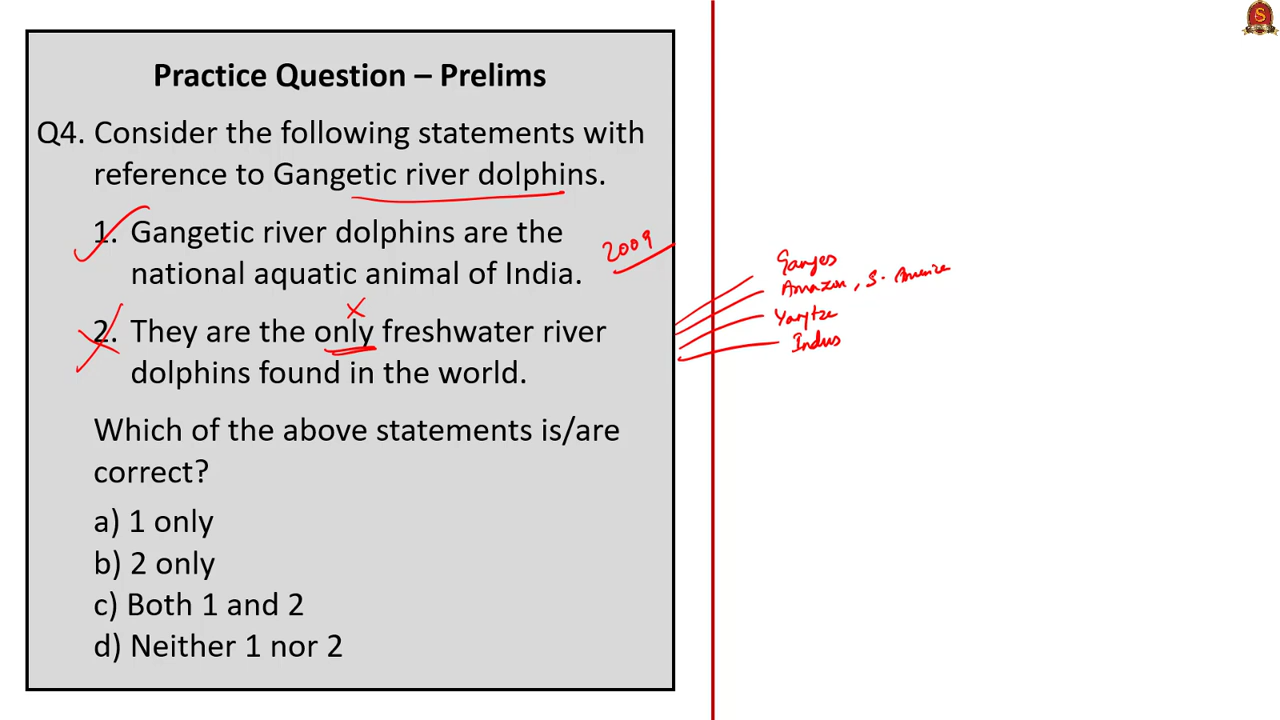 Practice Question – Prelims
Q4. Consider the following statements with
reference to Gangetic river dolphins.
1. Gangetic river dolphins are the
national aquatic animal of India.
2009
2. They are the only freshwater river
dolphins found in the world.
Ganges
Amazon, S. America
Yangtze
Indus
Which of the above statements is/are
correct?
a) 1 only
b) 2 only
c) Both 1 and 2
d) Neither 1 nor 2
S